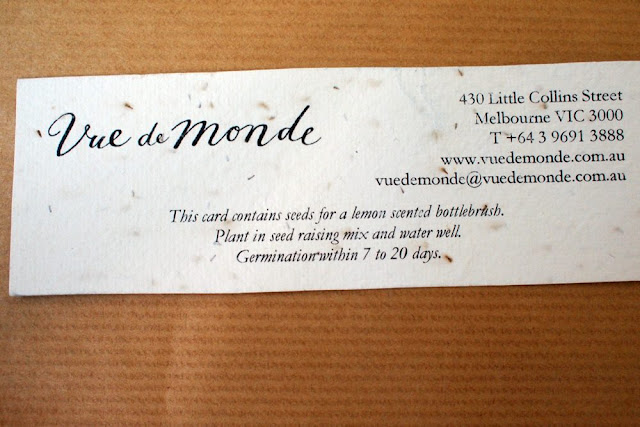 Vue de monde
430 Little Collins Street
Melbourne VIC 3000
T +64 3 9691 3888
www.vuedemonde.com.au
vuedemonde@vuedemonde.com.au
This card contains seeds for a lemon scented bottlebrush.
Plant in seed raising mix and water well.
Germination within 7 to 20 days.